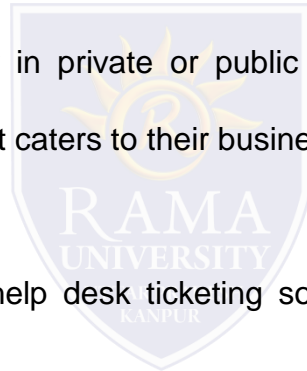 in private or public
t caters to their busine
RAMA
UNIVERSITY
help desk ticketing so
KANPUR